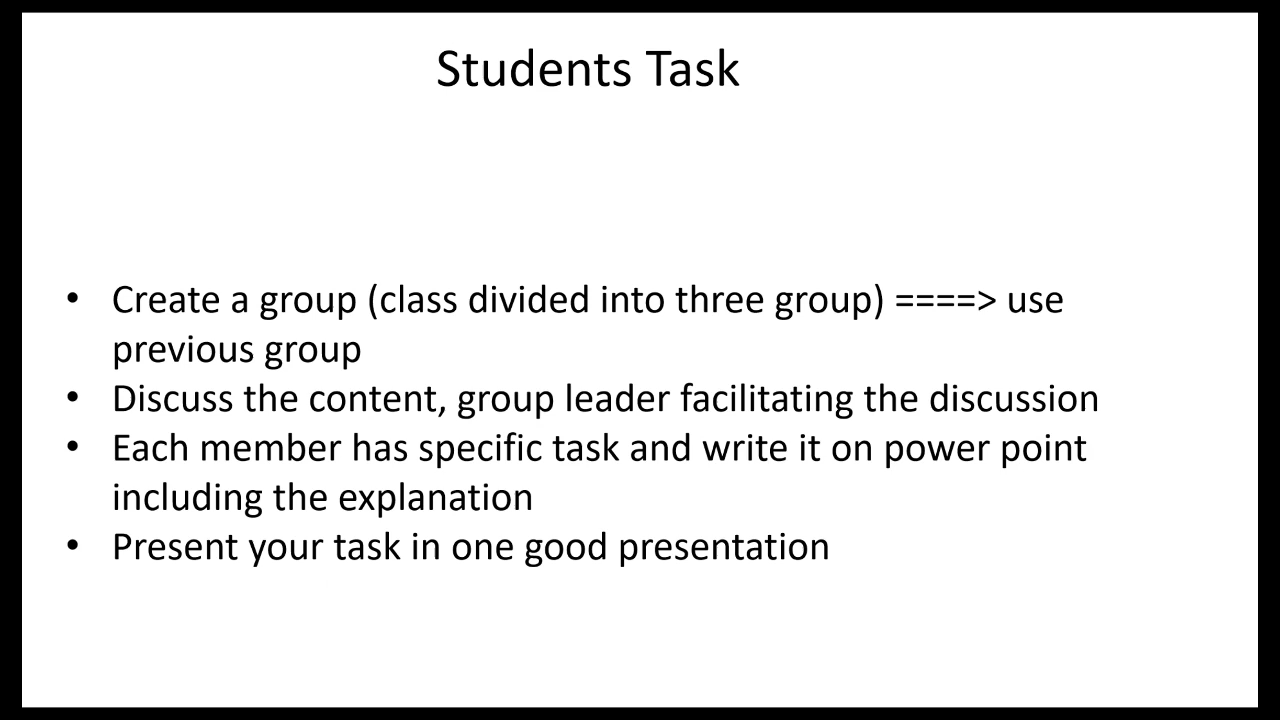 Students Task
• Create a group (class divided into three group) ====> use
previous group
• Discuss the content, group leader facilitating the discussion
• Each member has specific task and write it on power point
including the explanation
• Present your task in one good presentation